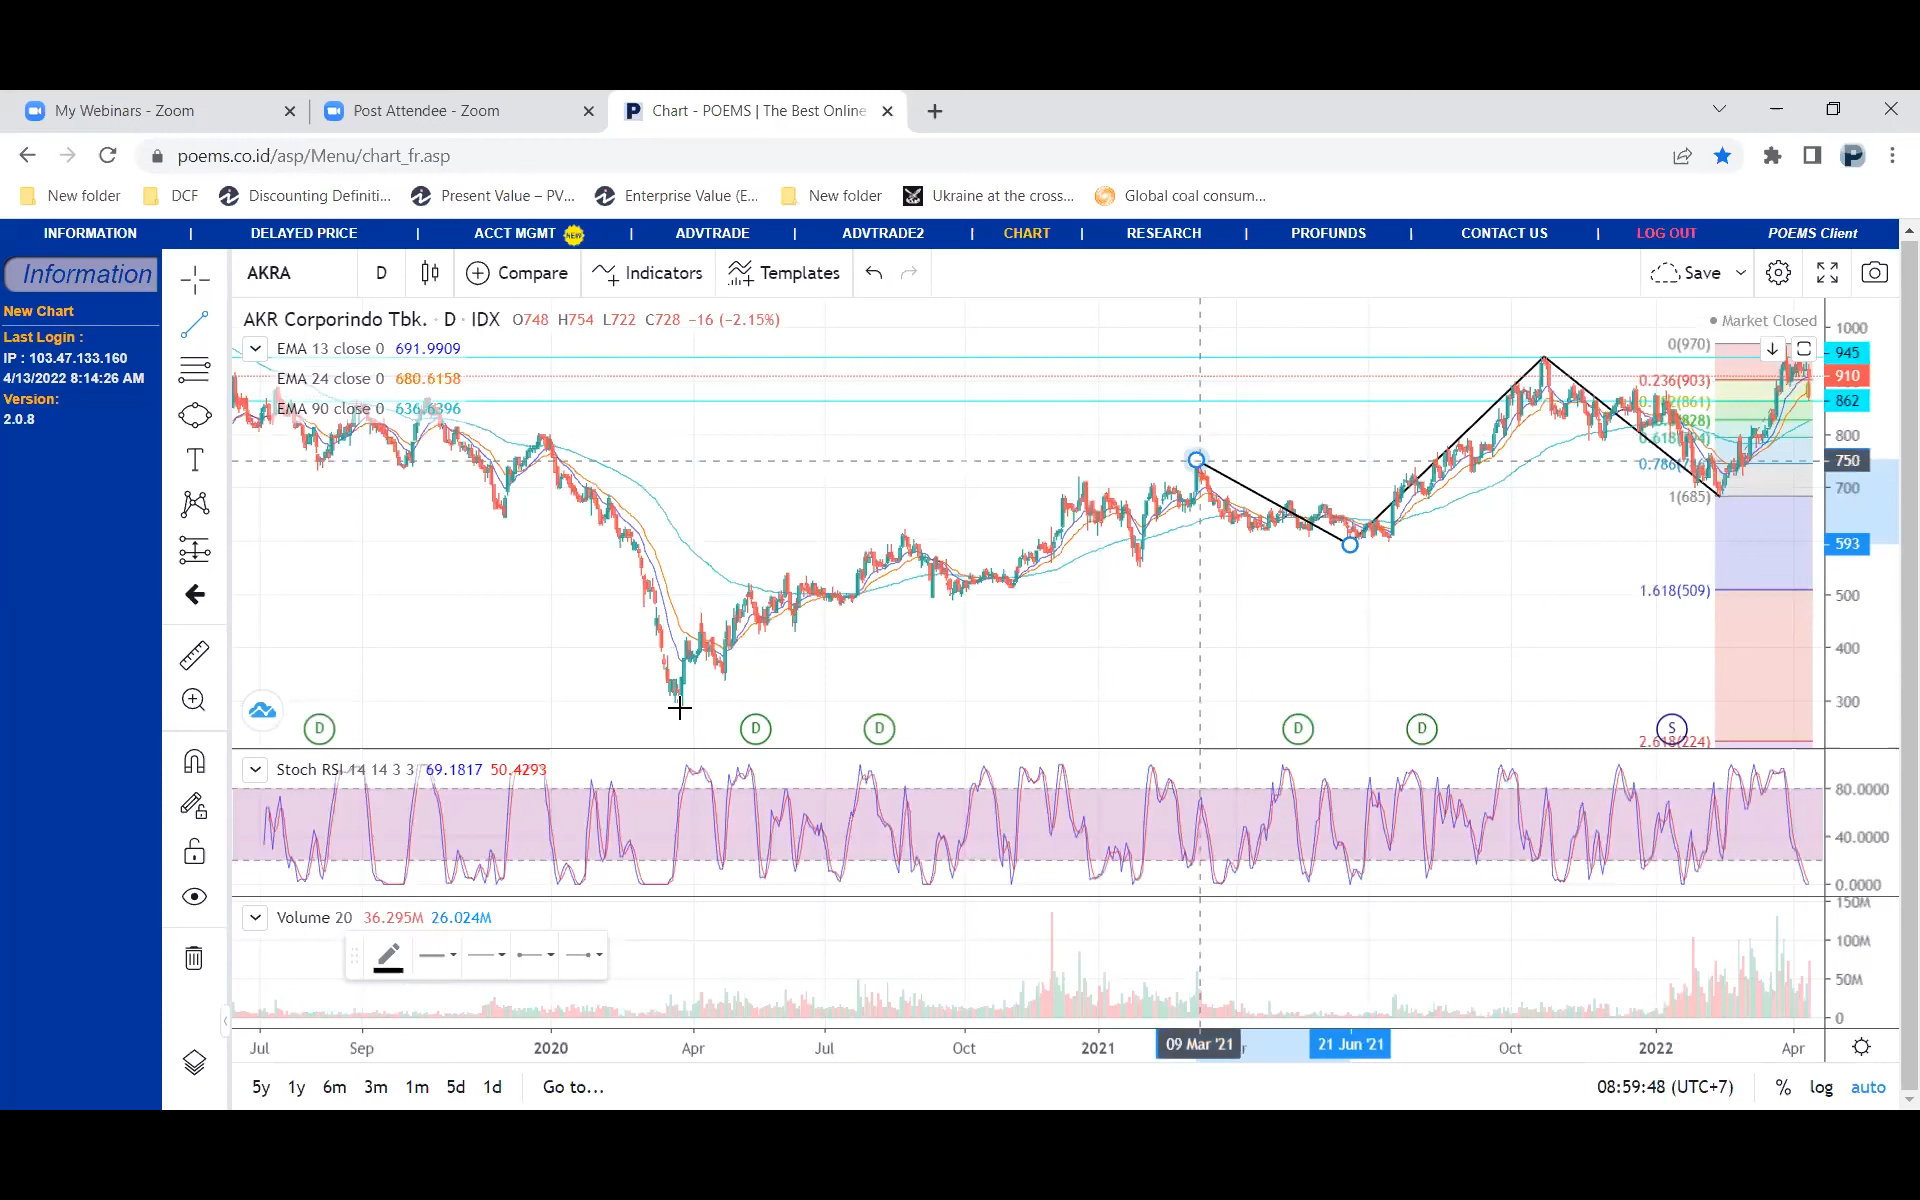 My Webinars - Zoom
Post Attendee - Zoom
Chart - POEMS | The Best Online
poems.co.id/asp/Menu/chart_fr.asp
New folder
DCF
Discounting Definiti...
Present Value – PV...
Enterprise Value (E...
New folder
Ukraine at the cross...
Global coal consum...
INFORMATION | DELAYED PRICE | ACCT MGMT NEW | ADVTRADE | ADVTRADE2 | CHART | RESEARCH | PROFUNDS | CONTACT US | LOG OUT POEMS Client
Information
New Chart
Last Login :
IP : 103.47.133.160
4/13/2022 8:14:26 AM
Version:
2.0.8
AKRA D Compare Indicators Templates Save
AKR Corporindo Tbk. · D · IDX O748 H754 L722 C728 −16 (−2.15%)
Market Closed
EMA 13 close 0 691.9909
EMA 24 close 0 680.6158
EMA 90 close 0 636.6396
0(970)
0.236(903)
1(685)
1.618(509)
2.618(224)
1000
945
910
862
800
750
700
593
500
400
300
D
D
D
D
D
S
Stoch RSI 14 14 3 3 69.1817 50.4293
80.0000
40.0000
0.0000
Volume 20 36.295M 26.024M
150M
100M
50M
0
Jul Sep 2020 Apr Jul Oct 2021 09 Mar '21 21 Jun '21 Oct 2022 Apr
5y 1y 6m 3m 1m 5d 1d Go to... 08:59:48 (UTC+7) % log auto